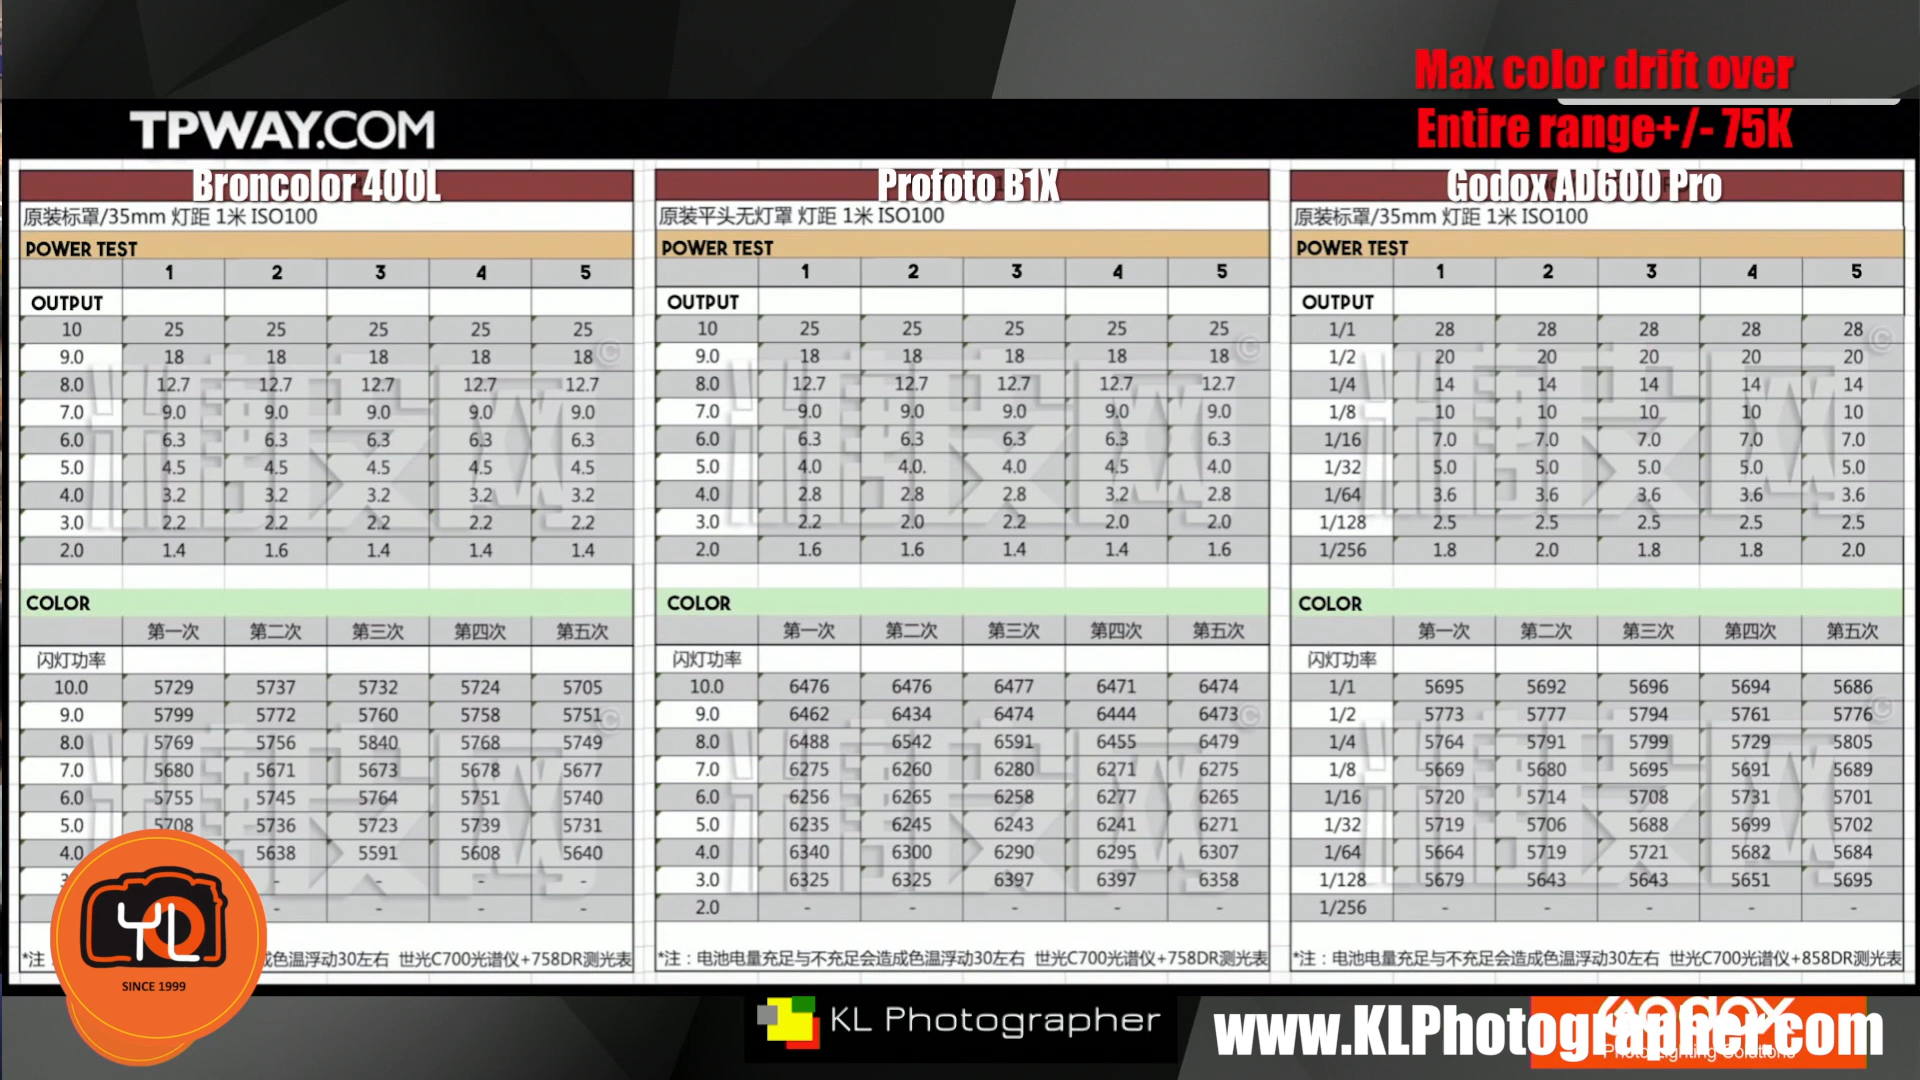 Max color drift over
Entire range+/- 75K
TPWAY.COM
Broncolor 400L
原装标罩/35mm 灯距 1米 ISO100
POWER TEST
1 2 3 4 5
OUTPUT
10 25 25 25 25 25
9.0 18 18 18 18 18
8.0 12.7 12.7 12.7 12.7 12.7
7.0 9.0 9.0 9.0 9.0 9.0
6.0 6.3 6.3 6.3 6.3 6.3
5.0 4.5 4.5 4.5 4.5 4.5
4.0 3.2 3.2 3.2 3.2 3.2
3.0 2.2 2.2 2.2 2.2 2.2
2.0 1.4 1.6 1.4 1.4 1.4
COLOR
第一次 第二次 第三次 第四次 第五次
闪灯功率
10.0 5729 5737 5732 5724 5705
9.0 5799 5772 5760 5758 5751
8.0 5769 5756 5840 5768 5749
7.0 5680 5671 5673 5678 5677
6.0 5755 5745 5764 5751 5740
5.0 5708 5736 5723 5739 5731
4.0 5638 5591 5608 5640
- - - -
- - - -
*注 成色温浮动30左右 世光C700光谱仪+758DR测光表
Profoto B1X
原装平头无灯罩 灯距 1米 ISO100
POWER TEST
1 2 3 4 5
OUTPUT
10 25 25 25 25 25
9.0 18 18 18 18 18
8.0 12.7 12.7 12.7 12.7 12.7
7.0 9.0 9.0 9.0 9.0 9.0
6.0 6.3 6.3 6.3 6.3 6.3
5.0 4.0 4.0. 4.0 4.5 4.0
4.0 2.8 2.8 2.8 3.2 2.8
3.0 2.2 2.0 2.2 2.0 2.0
2.0 1.6 1.6 1.4 1.4 1.6
COLOR
第一次 第二次 第三次 第四次 第五次
闪灯功率
10.0 6476 6476 6477 6471 6474
9.0 6462 6434 6474 6444 6473
8.0 6488 6542 6591 6455 6479
7.0 6275 6260 6280 6271 6275
6.0 6256 6265 6258 6277 6265
5.0 6235 6245 6243 6241 6271
4.0 6340 6300 6290 6295 6307
3.0 6325 6325 6397 6397 6358
2.0 - - - - -
*注：电池电量充足与不充足会造成色温浮动30左右 世光C700光谱仪+758DR测光表
Godox AD600 Pro
原装标罩/35mm 灯距 1米 ISO100
POWER TEST
1 2 3 4 5
OUTPUT
1/1 28 28 28 28 28
1/2 20 20 20 20 20
1/4 14 14 14 14 14
1/8 10 10 10 10 10
1/16 7.0 7.0 7.0 7.0 7.0
1/32 5.0 5.0 5.0 5.0 5.0
1/64 3.6 3.6 3.6 3.6 3.6
1/128 2.5 2.5 2.5 2.5 2.5
1/256 1.8 2.0 1.8 1.8 2.0
COLOR
第一次 第二次 第三次 第四次 第五次
闪灯功率
1/1 5695 5692 5696 5694 5686
1/2 5773 5777 5794 5761 5776
1/4 5764 5791 5799 5729 5805
1/8 5669 5680 5695 5691 5689
1/16 5720 5714 5708 5731 5701
1/32 5719 5706 5688 5699 5702
1/64 5664 5719 5721 5682 5684
1/128 5679 5643 5643 5651 5695
1/256 - - - - -
*注：电池电量充足与不充足会造成色温浮动30左右 世光C700光谱仪+858DR测光表
YL
SINCE 1999
KL Photographer
www.KLPhotographer.com